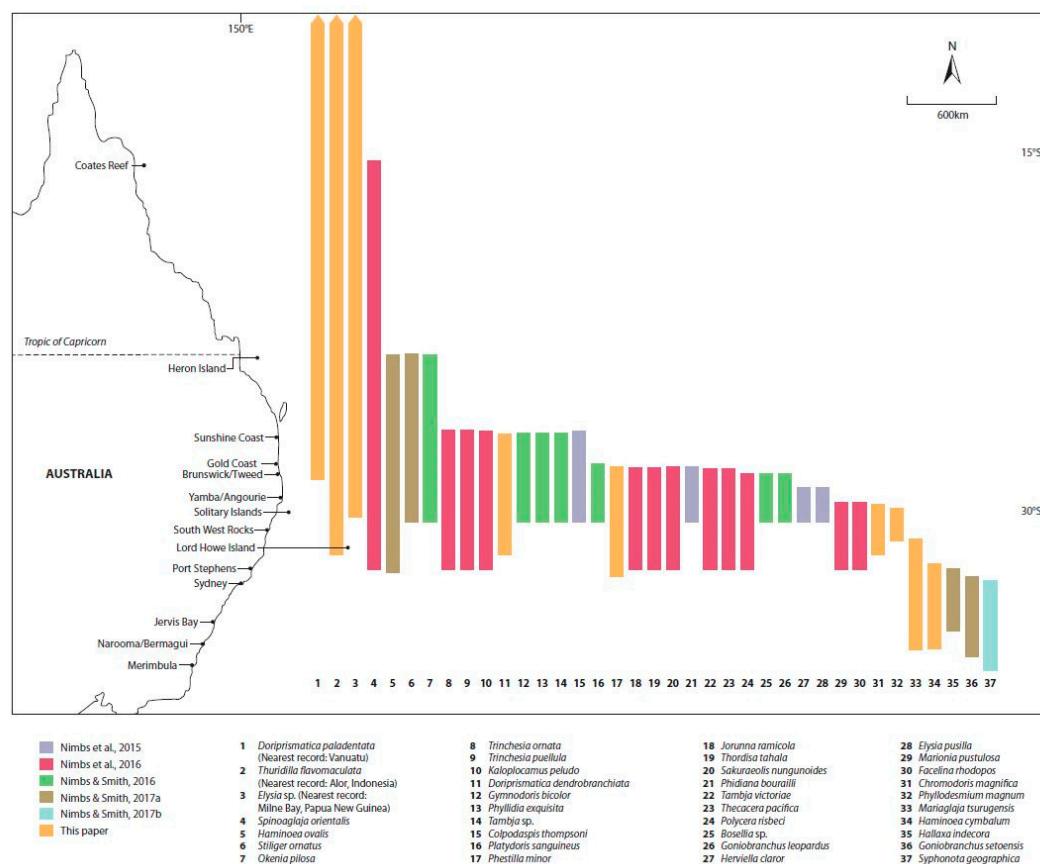 150°E
N
600km
15°S
Coates Reef
Tropic of Capricorn
Heron Island
Sunshine Coast
Gold Coast
AUSTRALIA
Brunswick/Tweed
Yamba/Angourie
Solitary Islands
30°S
South West Rocks
Lord Howe Island
Port Stephens
Sydney
Jervis Bay
Narooma/Bermagui
Merimbula
1 2 3 4 5 6 7 8 9 10 11 12 13 14 15 16 17 18 19 20 21 22 23 24 25 26 27 28 29 30 31 32 33 34 35 36 37
Nimbs et al., 2015
Nimbs et al., 2016
Nimbs & Smith, 2016
Nimbs & Smith, 2017a
Nimbs & Smith, 2017b
This paper
1 Doriprismatica paladentata
(Nearest record: Vanuatu)
2 Thuridilla flavomaculata
(Nearest record: Alor, Indonesia)
3 Elysia sp. (Nearest record:
Milne Bay, Papua New Guinea)
4 Spinoaglaja orientalis
5 Haminoea ovalis
6 Stiliger ornatus
7 Okenia pilosa
8 Trinchesia ornata
9 Trinchesia puellula
10 Kaloplocamus peludo
11 Doriprismatica dendrobranchiata
12 Gymnodoris bicolor
13 Phyllidia exquisita
14 Tambja sp.
15 Colpodaspis thompsoni
16 Platydoris sanguineus
17 Phestilla minor
18 Jorunna ramicola
19 Thordisa tahala
20 Sakuraeolis nungunoides
21 Phidiana bourailli
22 Tambja victoriae
23 Thecacera pacifica
24 Polycera risbeci
25 Bosellia sp.
26 Goniobranchus leopardus
27 Herviella claror
28 Elysia pusilla
29 Marionia pustulosa
30 Facelina rhodopos
31 Chromodoris magnifica
32 Phyllodesmium magnum
33 Mariaglaja tsurugensis
34 Haminoea cymbalum
35 Hallaxa indecora
36 Goniobranchus setoensis
37 Syphonota geographica